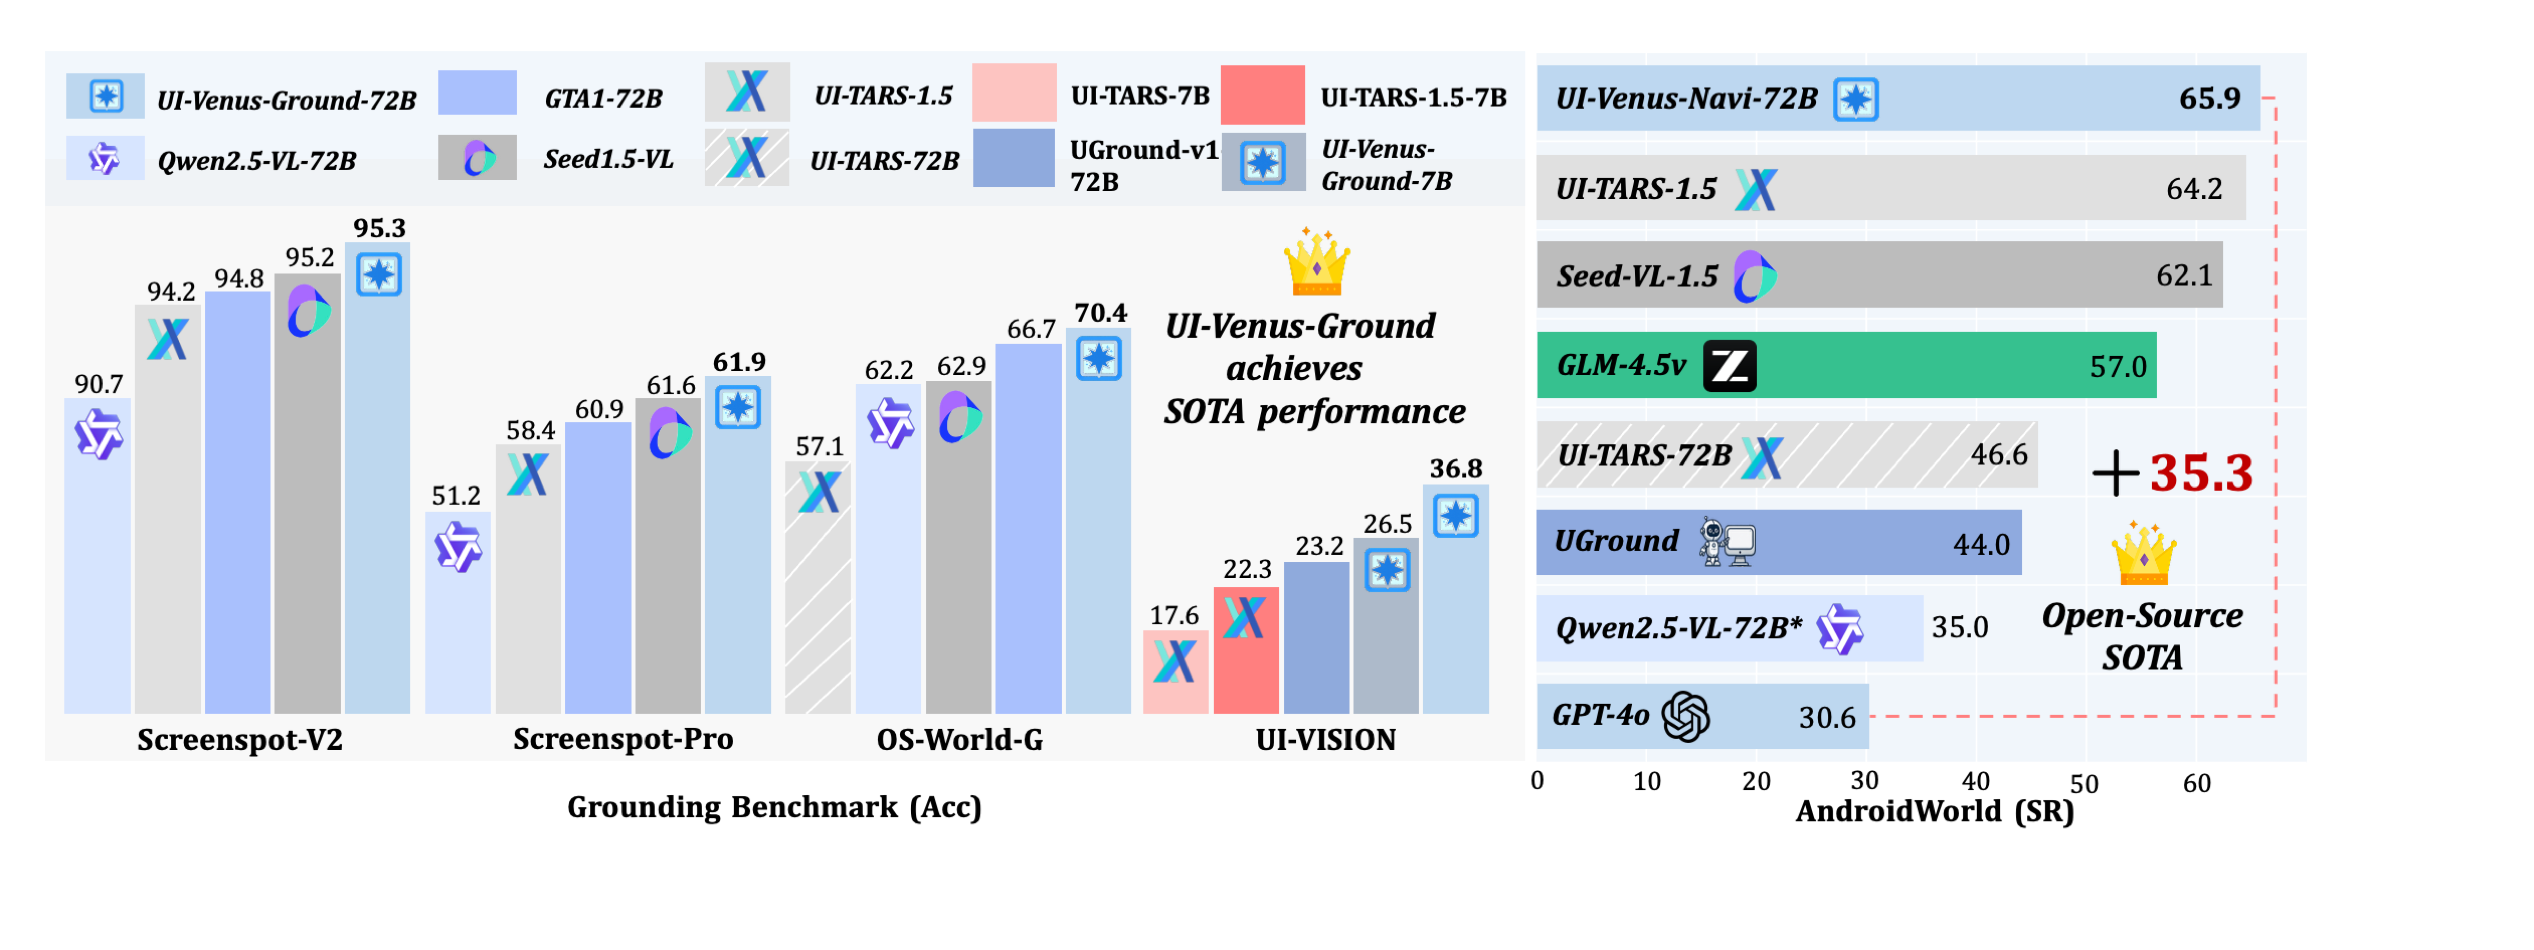 UI-Venus-Ground-72B
GTA1-72B
UI-TARS-1.5
UI-TARS-7B
UI-TARS-1.5-7B
Qwen2.5-VL-72B
Seed1.5-VL
UI-TARS-72B
UGround-v1
72B
UI-Venus-
Ground-7B
90.7
94.2
94.8
95.2
95.3
Screenspot-V2
51.2
58.4
60.9
61.6
61.9
Screenspot-Pro
57.1
62.2
62.9
66.7
70.4
OS-World-G
UI-Venus-Ground
achieves
SOTA performance
17.6
22.3
23.2
26.5
36.8
UI-VISION
Grounding Benchmark (Acc)
UI-Venus-Navi-72B 65.9
UI-TARS-1.5 64.2
Seed-VL-1.5 62.1
GLM-4.5v 57.0
UI-TARS-72B 46.6
UGround 44.0
Qwen2.5-VL-72B* 35.0
GPT-4o 30.6
+35.3
Open-Source
SOTA
0 10 20 30 40 50 60
AndroidWorld (SR)